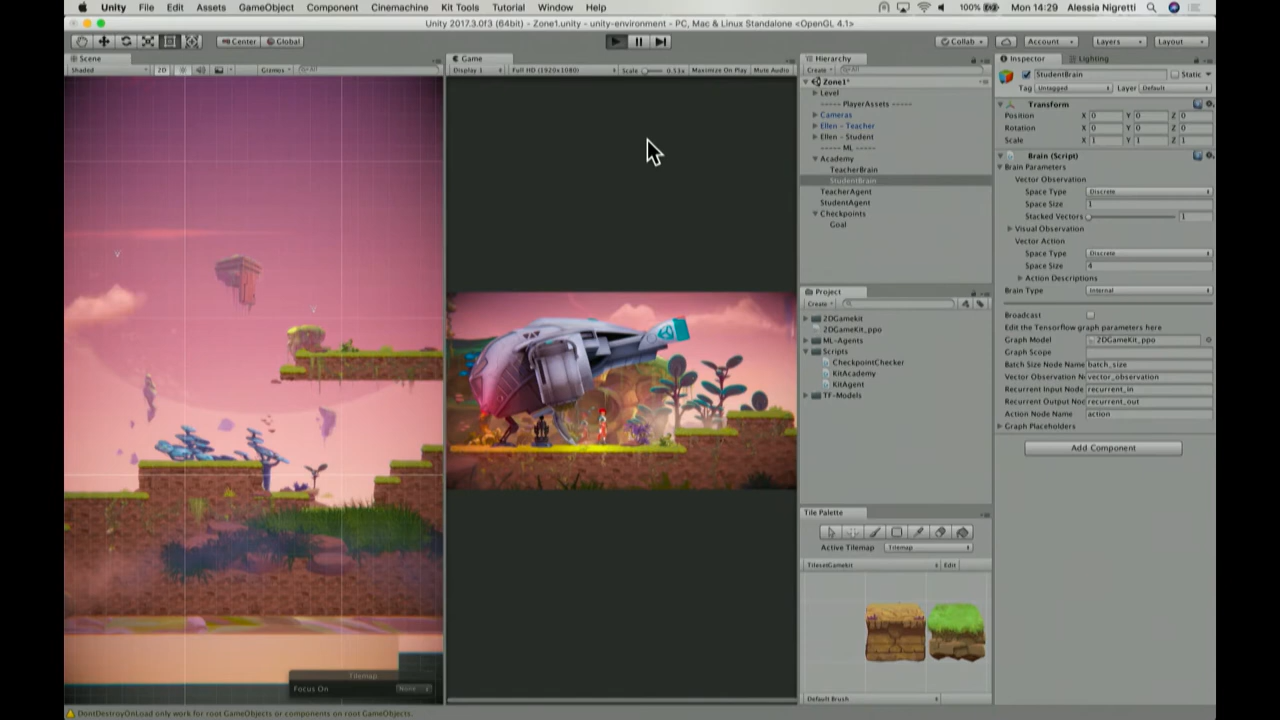 Unity File Edit Assets GameObject Component Cinemachine Kit Tools Tutorial Window Help 100% Mon 14:29 Alessia Nigretti
Unity 2017.3.0f3 (64bit) - Zone1.unity - unity-environment - PC, Mac & Linux Standalone <OpenGL 4.1>
Center Global Collab Account Layers Layout
Scene
Shaded 2D Gizmos All
Game
Display 1 Full HD (1920x1080) Scale 0.53x Maximize On Play Mute Audio
Hierarchy
Create All
Zone1*
Level
----- PlayerAssets -----
Cameras
Ellen - Teacher
Ellen - Student
----- ML -----
Academy
TeacherBrain
StudentBrain
TeacherAgent
StudentAgent
Checkpoints
Goal
Project
Create
2DGamekit
2DGameKit_ppo
ML-Agents
Scripts
CheckpointChecker
KitAcademy
KitAgent
TF-Models
Tile Palette
Active Tilemap Tilemap
TilesetGamekit Edit
Default Brush
Inspector Lighting
StudentBrain Static
Tag Untagged Layer Default
Transform
Position X 0 Y 0 Z 0
Rotation X 0 Y 0 Z 0
Scale X 1 Y 1 Z 1
Brain (Script)
Brain Parameters
Vector Observation
Space Type Discrete
Space Size 1
Stacked Vectors 1
Visual Observation
Vector Action
Space Type Discrete
Space Size 4
Action Descriptions
Brain Type Internal
Broadcast
Edit the Tensorflow graph parameters here
Graph Model 2DGameKit_ppo
Graph Scope
Batch Size Node Name batch_size
Vector Observation N vector_observation
Recurrent Input Node recurrent_in
Recurrent Output Noc recurrent_out
Action Node Name action
Graph Placeholders
Add Component
Tilemap
Focus On None
DontDestroyOnLoad only work for root GameObjects or components on root GameObjects.